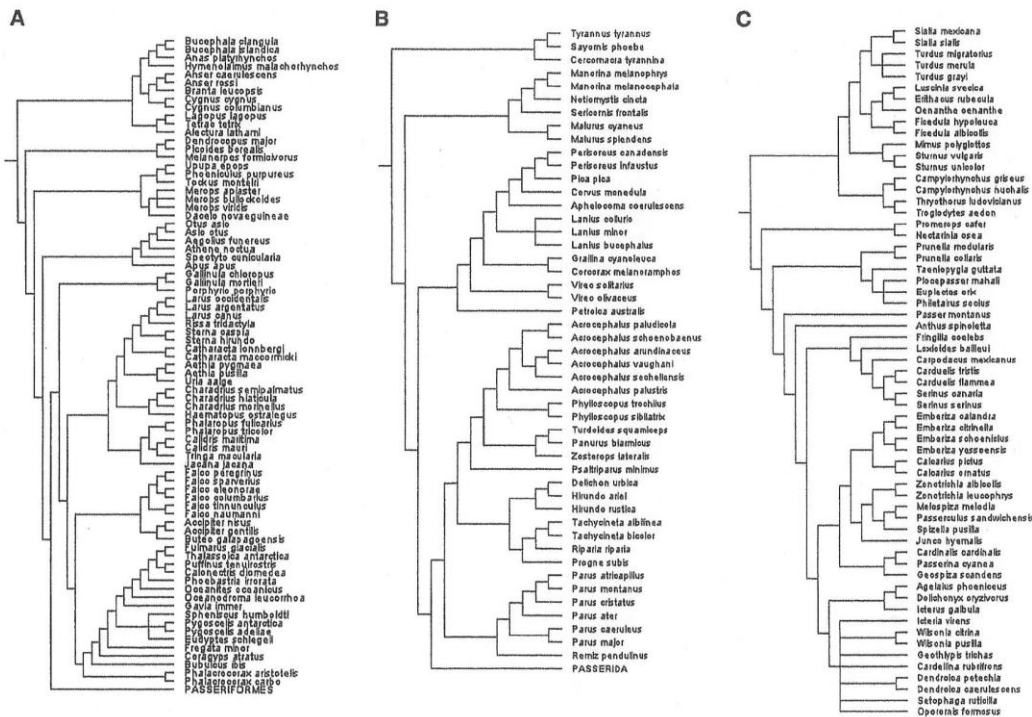 A
Bucephala clangula
Bucephala islandica
Anas platyrhynchos
Hymenolaimus malachorhynchos
Anser caerulescens
Anser rossi
Branta leucopsis
Cygnus cygnus
Cygnus columbianus
Lagopus lagopus
Tetrao tetrix
Alectura lathami
Dendrocopus major
Picoides borealis
Melanerpes formicivorus
Upupa epops
Phoeniculus purpureus
Tockus monteiri
Merops apiaster
Merops bullockoides
Merops viridis
Dacelo novaeguineae
Otus asio
Asio otus
Aegolius funereus
Athene noctua
Speotyto cunicularia
Apus apus
Gallinula chloropus
Gallinula mortieri
Porphyrio porphyrio
Larus occidentalis
Larus argentatus
Larus canus
Rissa tridactyla
Sterna caspia
Sterna hirundo
Catharacta lonnbergi
Catharacta maccormicki
Aethia pygmaea
Aethia pusilla
Uria aalge
Charadrius semipalmatus
Charadrius hiaticula
Charadrius morinellus
Haematopus ostralegus
Phalaropus fulicarius
Phalaropus tricolor
Calidris maritima
Calidris mauri
Tringa macularia
Jacana jacana
Falco peregrinus
Falco sparverius
Falco eleonorae
Falco columbarius
Falco tinnunculus
Falco naumanni
Accipiter nisus
Accipiter gentilis
Buteo galapagoensis
Fulmarus glacialis
Thalassoica antarctica
Puffinus tenuirostris
Calonectris diomedea
Phoebastria irrorata
Oceanites oceanicus
Oceanodroma leucorrhoa
Gavia immer
Spheniscus humboldti
Pygoscelis antarctica
Pygoscelis adeliae
Eudyptes schlegeli
Fregata minor
Coragyps atratus
Bubulcus ibis
Phalacrocorax aristotelis
Phalacrocorax carbo
PASSERIFORMES
B
Tyrannus tyrannus
Sayornis phoebe
Cercomacra tyrannina
Manorina melanophrys
Manorina melanocephala
Notiomystis cincta
Sericornis frontalis
Malurus cyaneus
Malurus splendens
Perisoreus canadensis
Perisoreus infaustus
Pica pica
Corvus monedula
Aphelocoma coerulescens
Lanius collurio
Lanius minor
Lanius bucephalus
Grallina cyanoleuca
Corcorax melanoramphos
Vireo solitarius
Vireo olivaceus
Petroica australis
Acrocephalus paludicola
Acrocephalus schoenobaenus
Acrocephalus arundinaceus
Acrocephalus vaughani
Acrocephalus sechellensis
Acrocephalus palustris
Phylloscopus trochilus
Phylloscopus sibilatrix
Turdoides squamiceps
Panurus biarmicus
Zosterops lateralis
Psaltriparus minimus
Delichon urbica
Hirundo ariel
Hirundo rustica
Tachycineta albilinea
Tachycineta bicolor
Riparia riparia
Progne subis
Parus atricapillus
Parus montanus
Parus cristatus
Parus ater
Parus caeruleus
Parus major
Remiz pendulinus
PASSERIDA
C
Sialia mexicana
Sialia sialis
Turdus migratorius
Turdus merula
Turdus grayi
Luscinia svecica
Erithacus rubecula
Oenanthe oenanthe
Ficedula hypoleuca
Ficedula albicollis
Mimus polyglottos
Sturnus vulgaris
Sturnus unicolor
Campylorhynchus griseus
Campylorhynchus nuchalis
Thryothorus ludovicianus
Troglodytes aedon
Promerops cafer
Nectarinia osea
Prunella modularis
Prunella collaris
Taeniopygia guttata
Plocepasser mahali
Euplectes orix
Philetairus socius
Passer montanus
Anthus spinoletta
Fringilla coelebs
Loxioides bailleui
Carpodacus mexicanus
Carduelis tristis
Carduelis flammea
Serinus canaria
Serinus serinus
Emberiza calandra
Emberiza citrinella
Emberiza schoeniclus
Emberiza yessoensis
Calcarius pictus
Calcarius ornatus
Zonotrichia albicollis
Zonotrichia leucophrys
Melospiza melodia
Passerculus sandwichensis
Spizella pusilla
Junco hyemalis
Cardinalis cardinalis
Passerina cyanea
Geospiza scandens
Agelaius phoeniceus
Dolichonyx oryzivorus
Icterus galbula
Icteria virens
Wilsonia citrina
Wilsonia pusilla
Geothlypis trichas
Cardellina rubrifrons
Dendroica petechia
Dendroica caerulescens
Setophaga ruticilla
Oporornis formosus